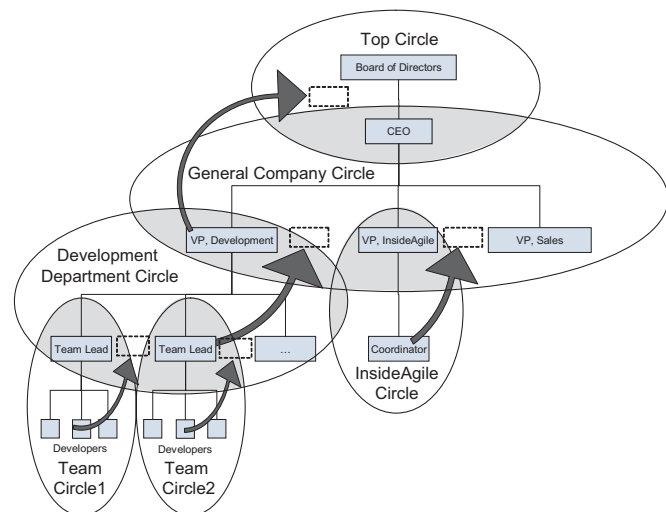 Top Circle
Board of Directors
CEO
General Company Circle
VP, Development
VP, InsideAgile
VP, Sales
Development
Department Circle
Team Lead
Team Lead
...
Coordinator
InsideAgile
Circle
Developers
Developers
Team
Circle1
Team
Circle2